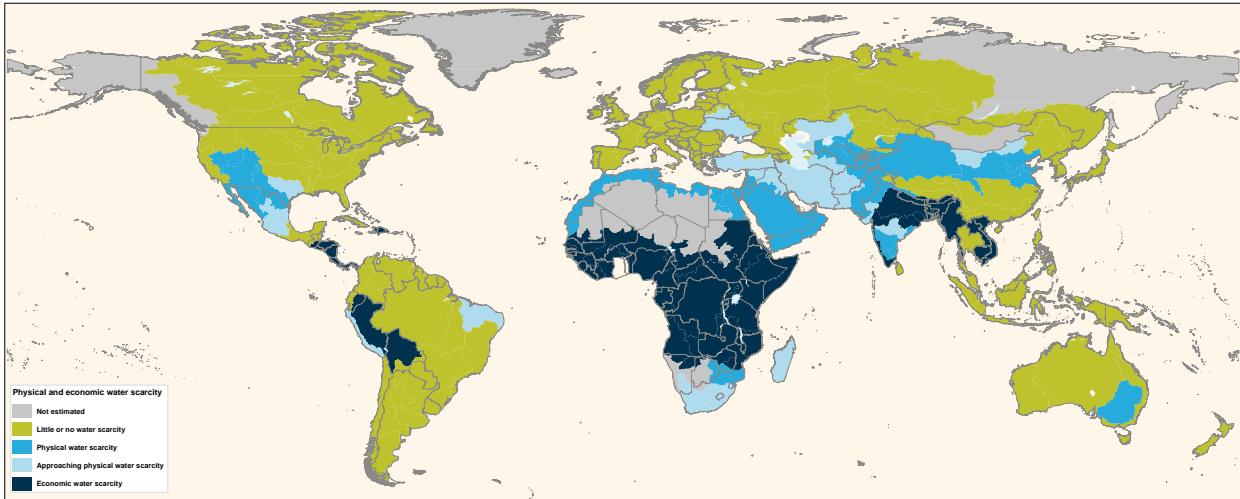 Physical and economic water scarcity
Not estimated
Little or no water scarcity
Physical water scarcity
Approaching physical water scarcity
Economic water scarcity